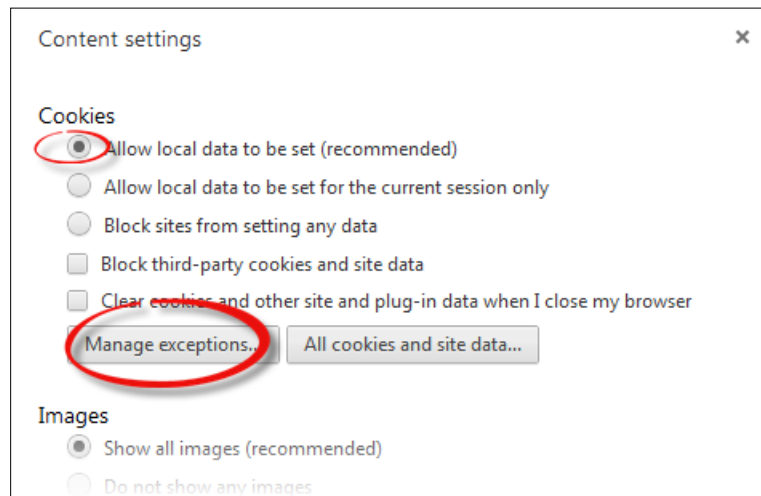 Content settings
Cookies
Allow local data to be set (recommended)
Allow local data to be set for the current session only
Block sites from setting any data
Block third-party cookies and site data
Clear cookies and other site and plug-in data when I close my browser
Manage exceptions... All cookies and site data...
Images
Show all images (recommended)
Do not show any images